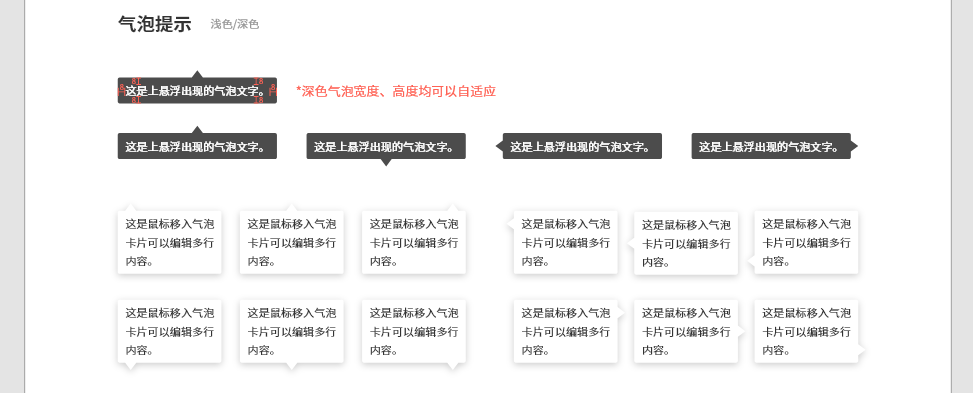 气泡提示
浅色/深色
这是上悬浮出现的气泡文字。
*深色气泡宽度、高度均可以自适应
这是上悬浮出现的气泡文字。
这是上悬浮出现的气泡文字。
这是上悬浮出现的气泡文字。
这是上悬浮出现的气泡文字。
这是鼠标移入气泡
卡片可以编辑多行
内容。
这是鼠标移入气泡
卡片可以编辑多行
内容。
这是鼠标移入气泡
卡片可以编辑多行
内容。
这是鼠标移入气泡
卡片可以编辑多行
内容。
这是鼠标移入气泡
卡片可以编辑多行
内容。
这是鼠标移入气泡
卡片可以编辑多行
内容。
这是鼠标移入气泡
卡片可以编辑多行
内容。
这是鼠标移入气泡
卡片可以编辑多行
内容。
这是鼠标移入气泡
卡片可以编辑多行
内容。
这是鼠标移入气泡
卡片可以编辑多行
内容。
这是鼠标移入气泡
卡片可以编辑多行
内容。
这是鼠标移入气泡
卡片可以编辑多行
内容。